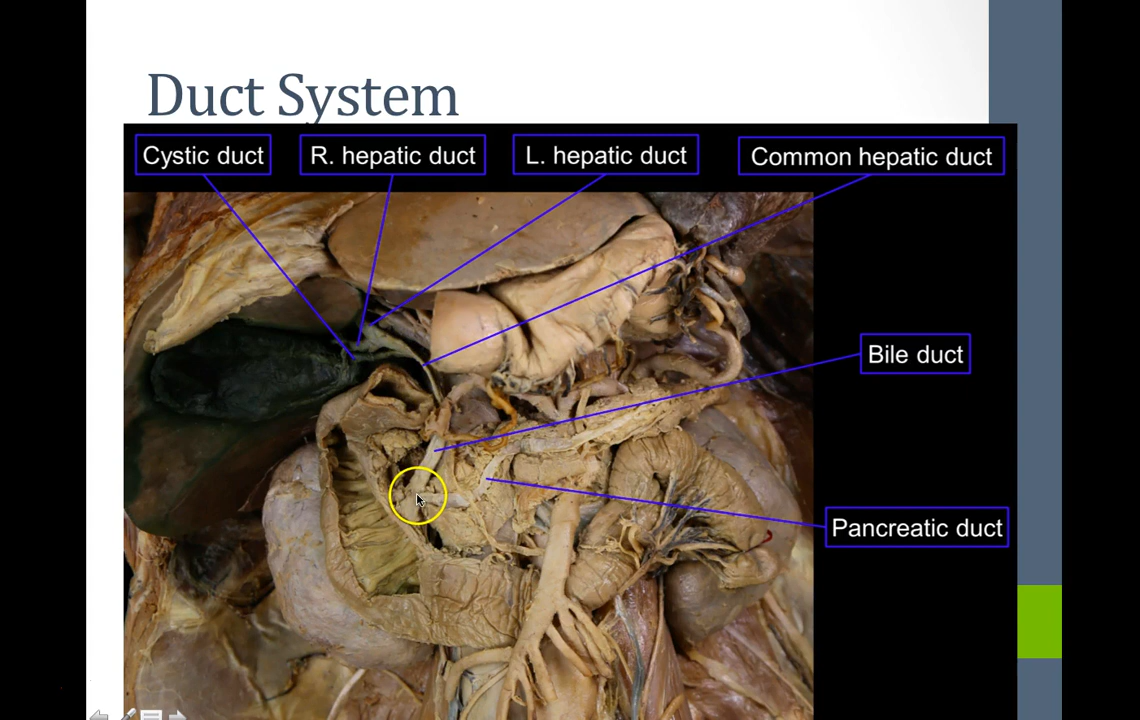 Duct System
Cystic duct
R. hepatic duct
L. hepatic duct
Common hepatic duct
Bile duct
Pancreatic duct